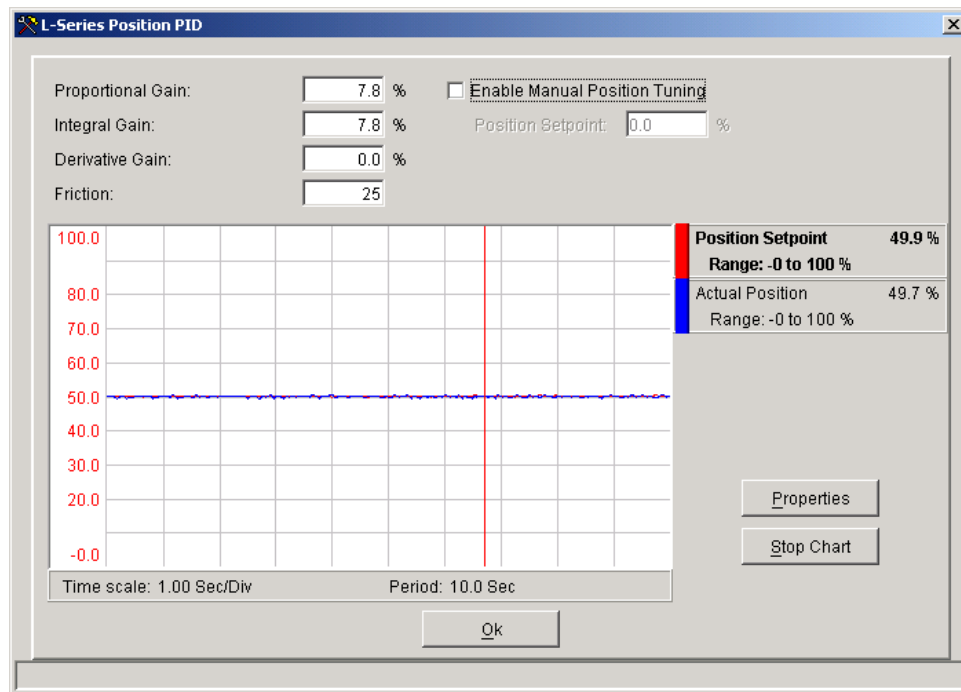 L-Series Position PID
Proportional Gain: 7.8 % Enable Manual Position Tuning
Integral Gain: 7.8 % Position Setpoint: 0.0 %
Derivative Gain: 0.0 %
Friction: 25
100.0
80.0
70.0
60.0
50.0
40.0
30.0
20.0
-0.0
Position Setpoint 49.9 %
Range: -0 to 100 %
Actual Position 49.7 %
Range: -0 to 100 %
Properties
Stop Chart
Time scale: 1.00 Sec/Div Period: 10.0 Sec
Ok